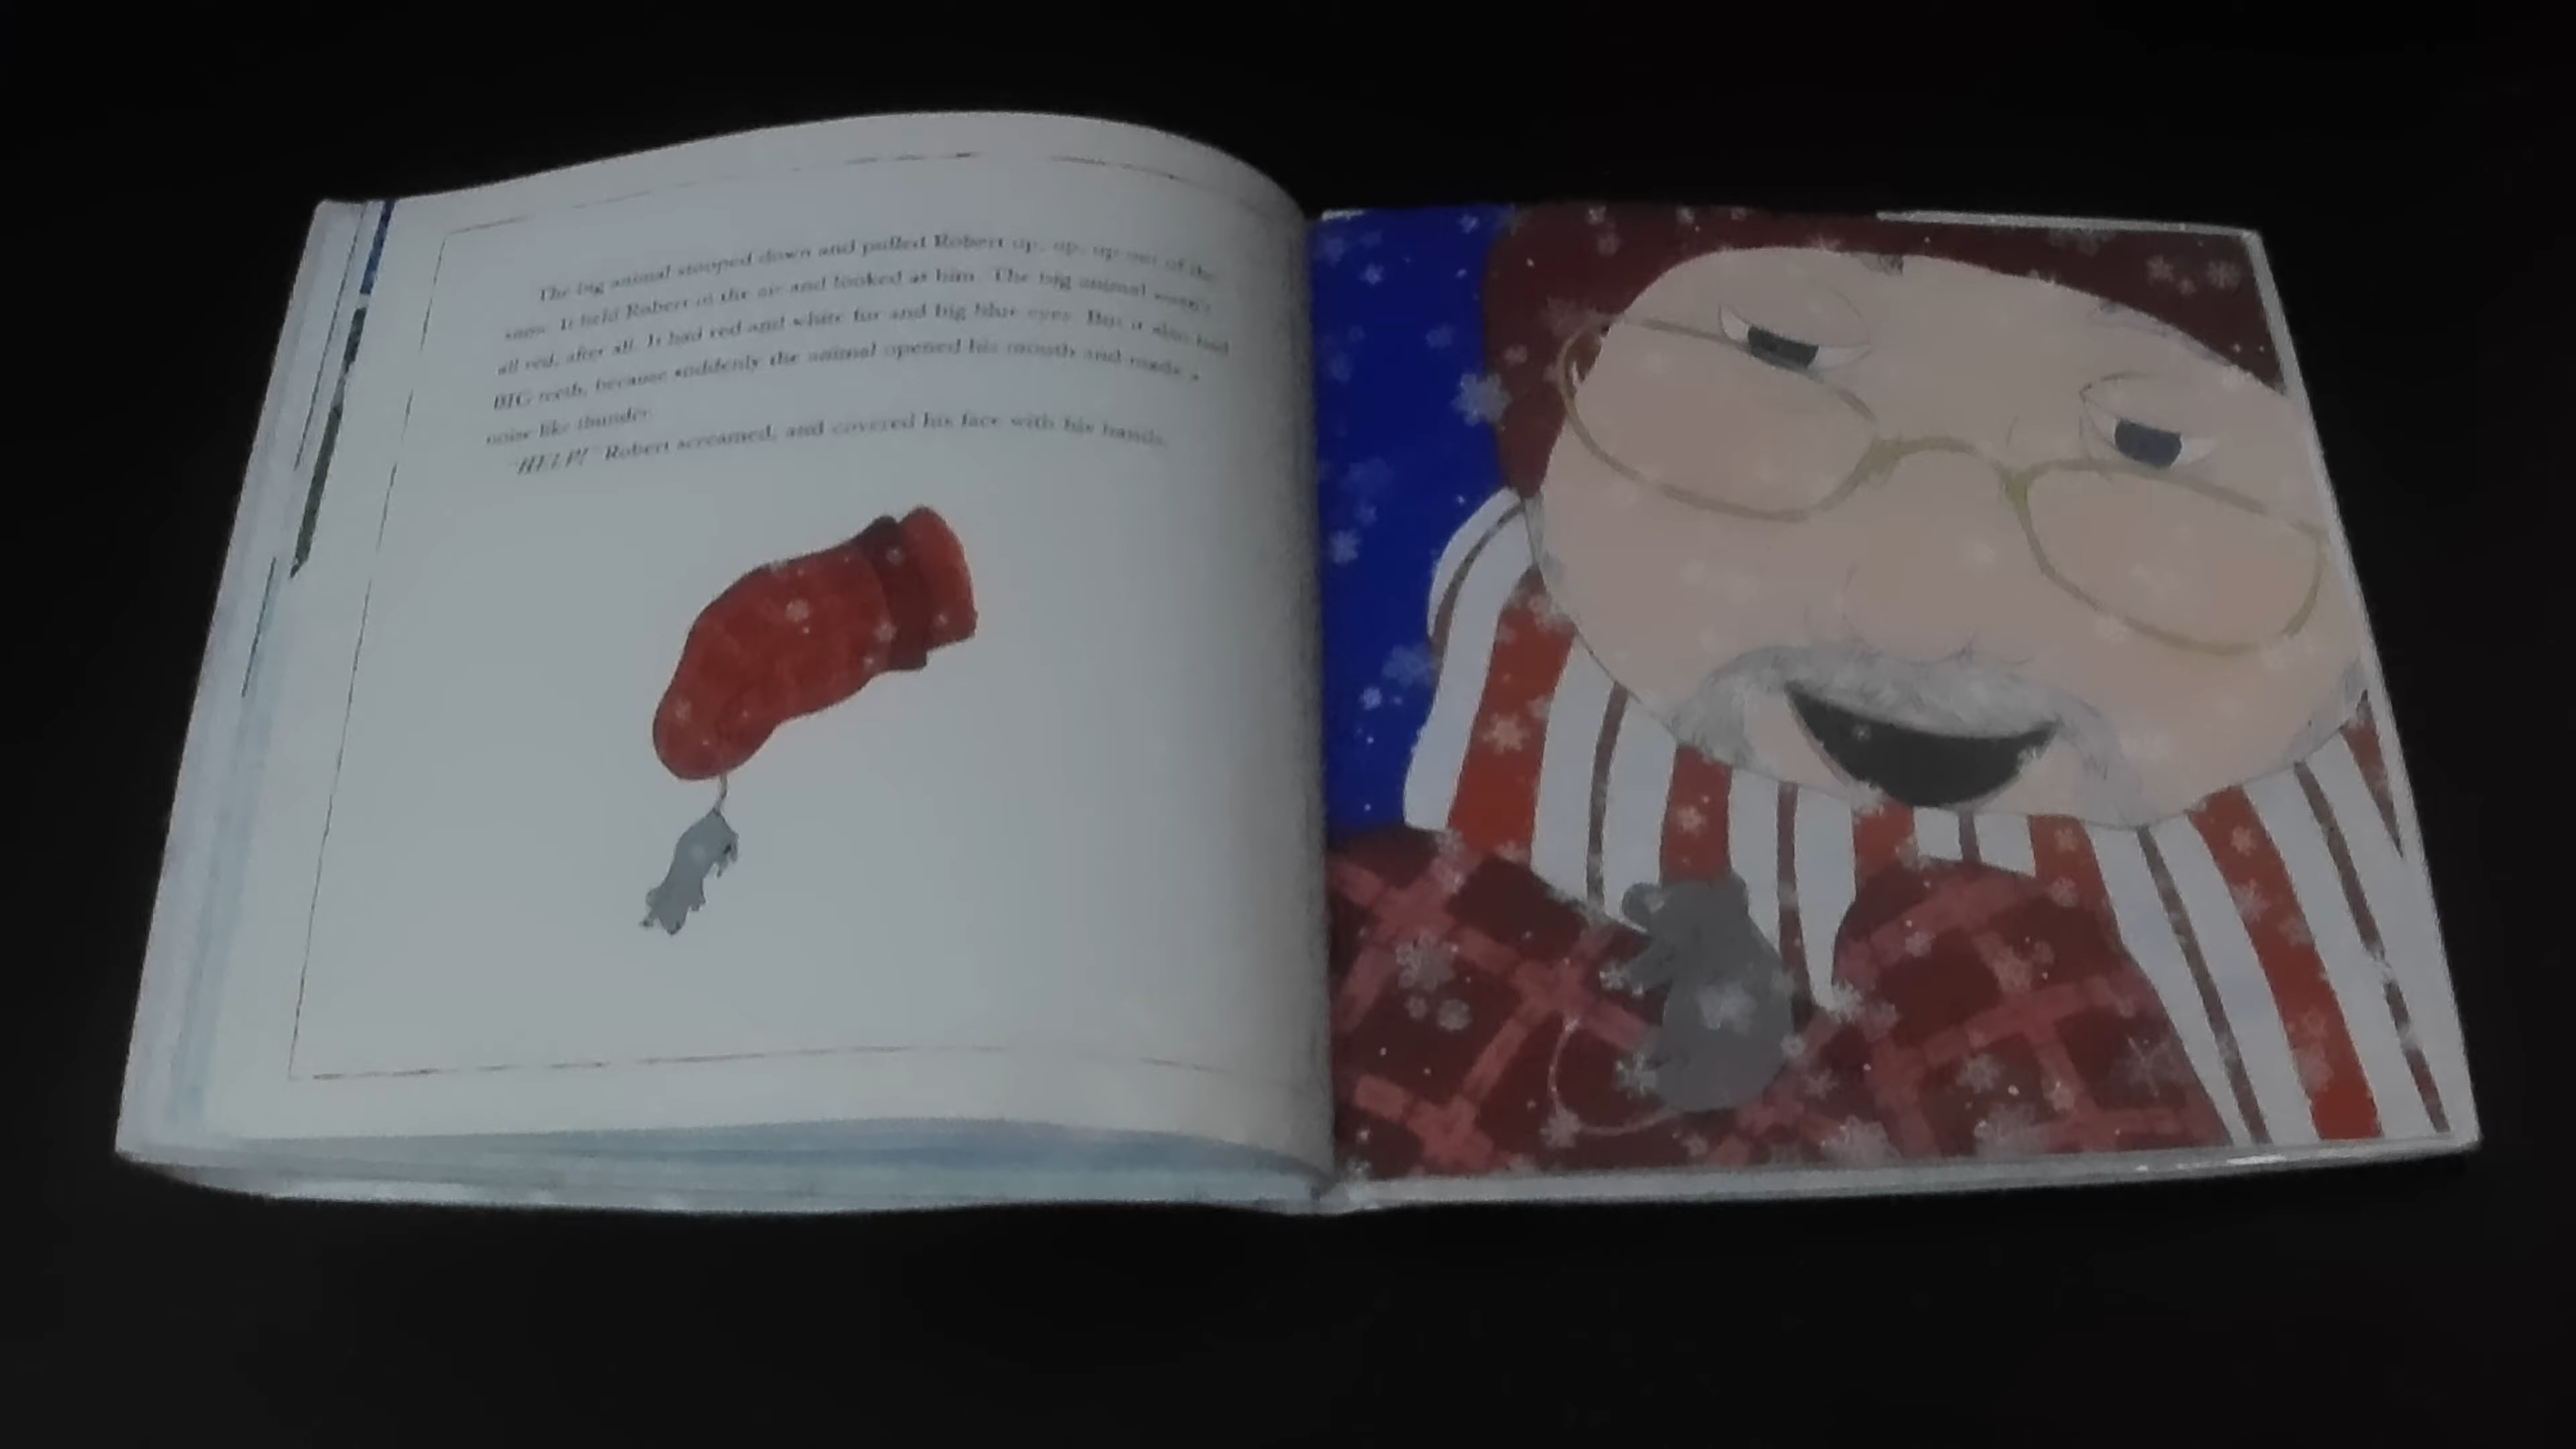 The big animal stooped down and pulled Robert up, up, up out of the
snow. It held Robert in the air and looked at him. The big animal wasn't
all red, after all. It had red and white fur and big blue eyes. But it also had
BIG teeth, because suddenly the animal opened his mouth and made a
noise like thunder.
"HELP!" Robert screamed, and covered his face with his hands.